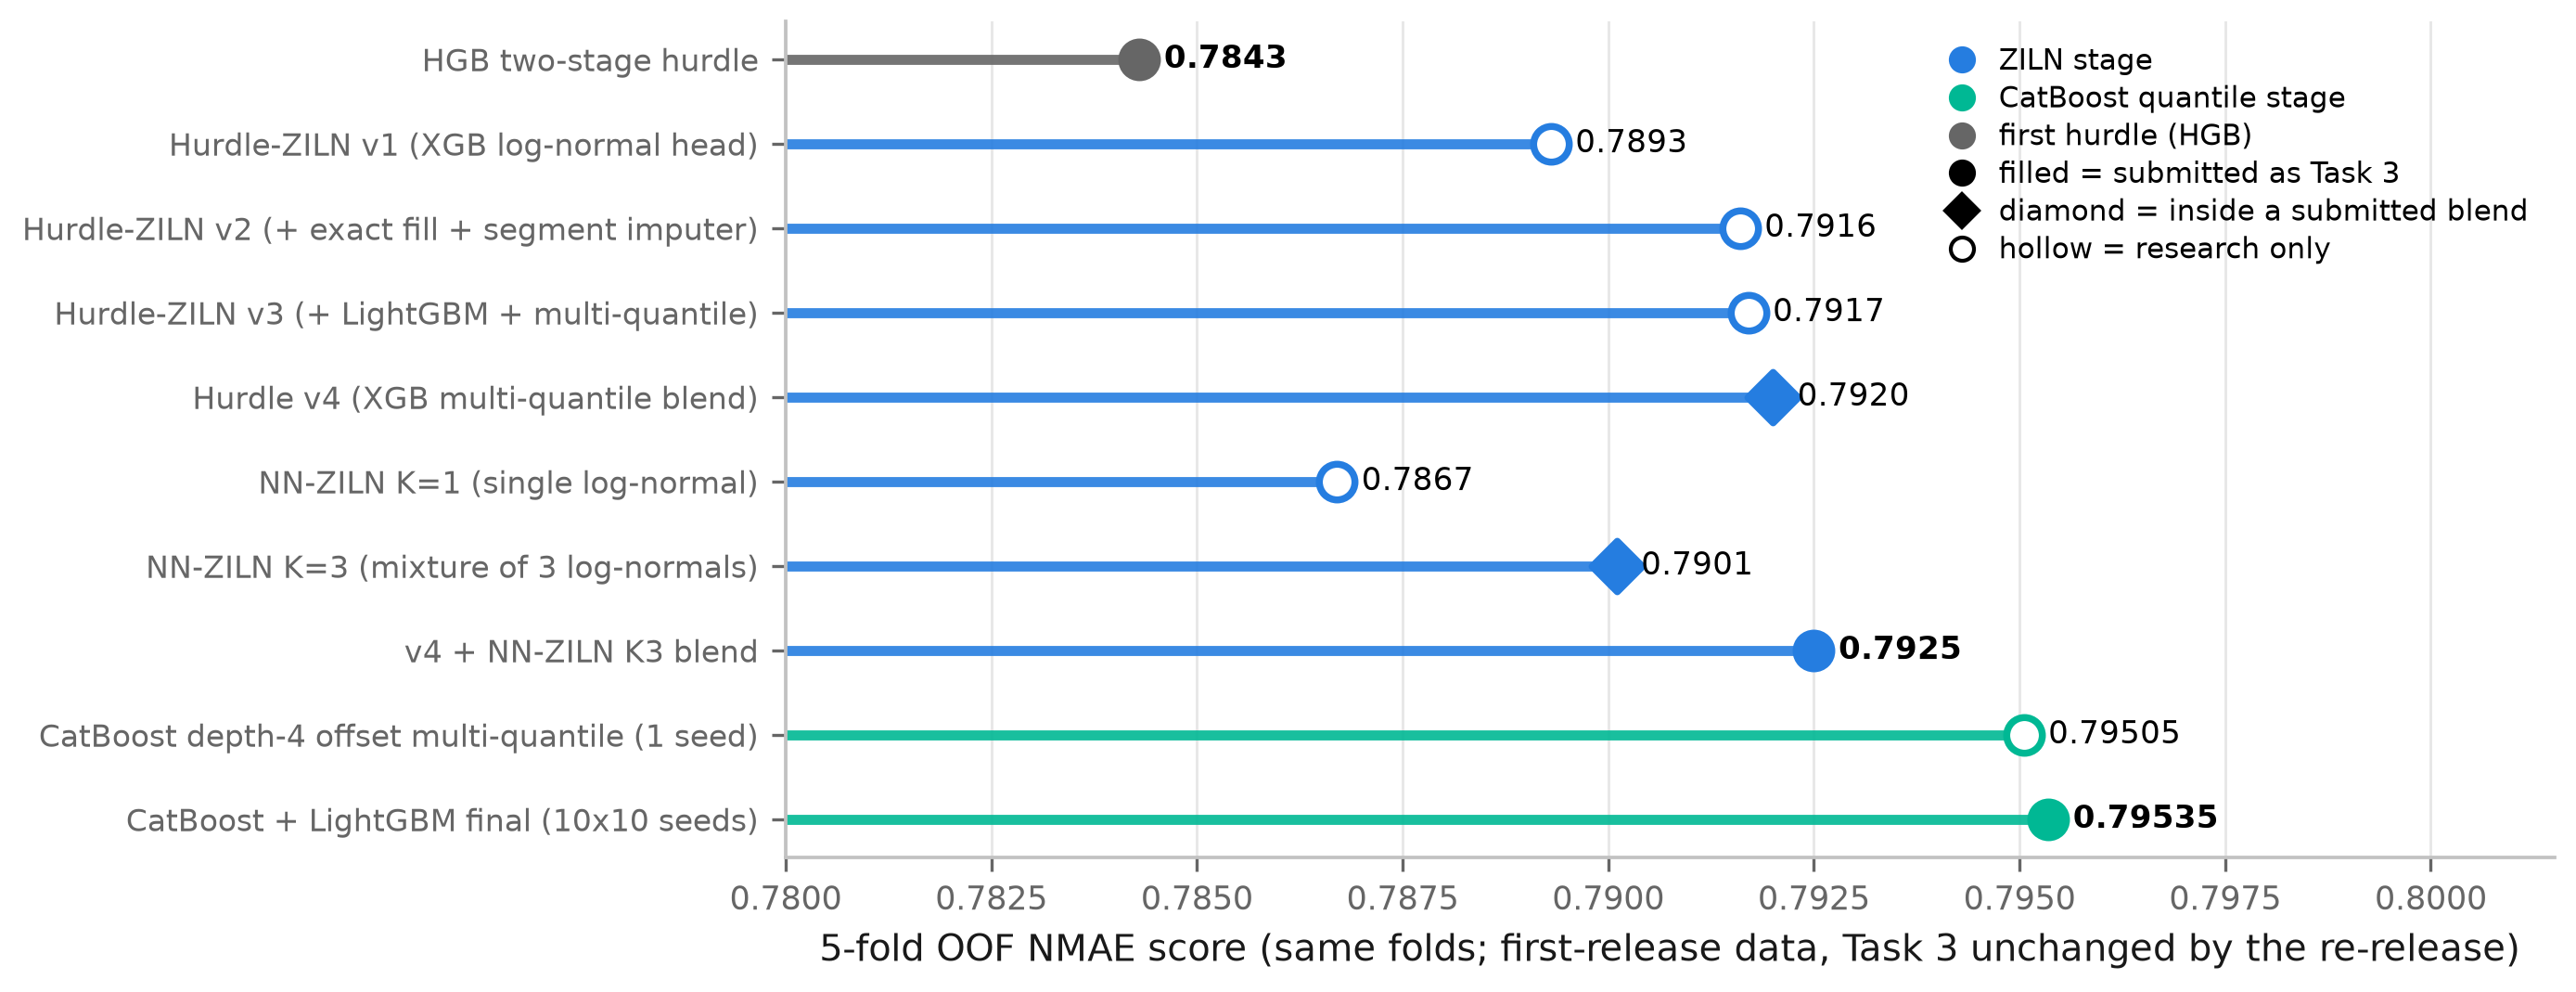 HGB two-stage hurdle
0.7843
Hurdle-ZILN v1 (XGB log-normal head)
0.7893
Hurdle-ZILN v2 (+ exact fill + segment imputer)
0.7916
Hurdle-ZILN v3 (+ LightGBM + multi-quantile)
0.7917
Hurdle v4 (XGB multi-quantile blend)
0.7920
NN-ZILN K=1 (single log-normal)
0.7867
NN-ZILN K=3 (mixture of 3 log-normals)
0.7901
v4 + NN-ZILN K3 blend
0.7925
CatBoost depth-4 offset multi-quantile (1 seed)
0.79505
CatBoost + LightGBM final (10x10 seeds)
0.79535
ZILN stage
CatBoost quantile stage
first hurdle (HGB)
filled = submitted as Task 3
diamond = inside a submitted blend
hollow = research only
0.7800 0.7825 0.7850 0.7875 0.7900 0.7925 0.7950 0.7975 0.8000
5-fold OOF NMAE score (same folds; first-release data, Task 3 unchanged by the re-release)